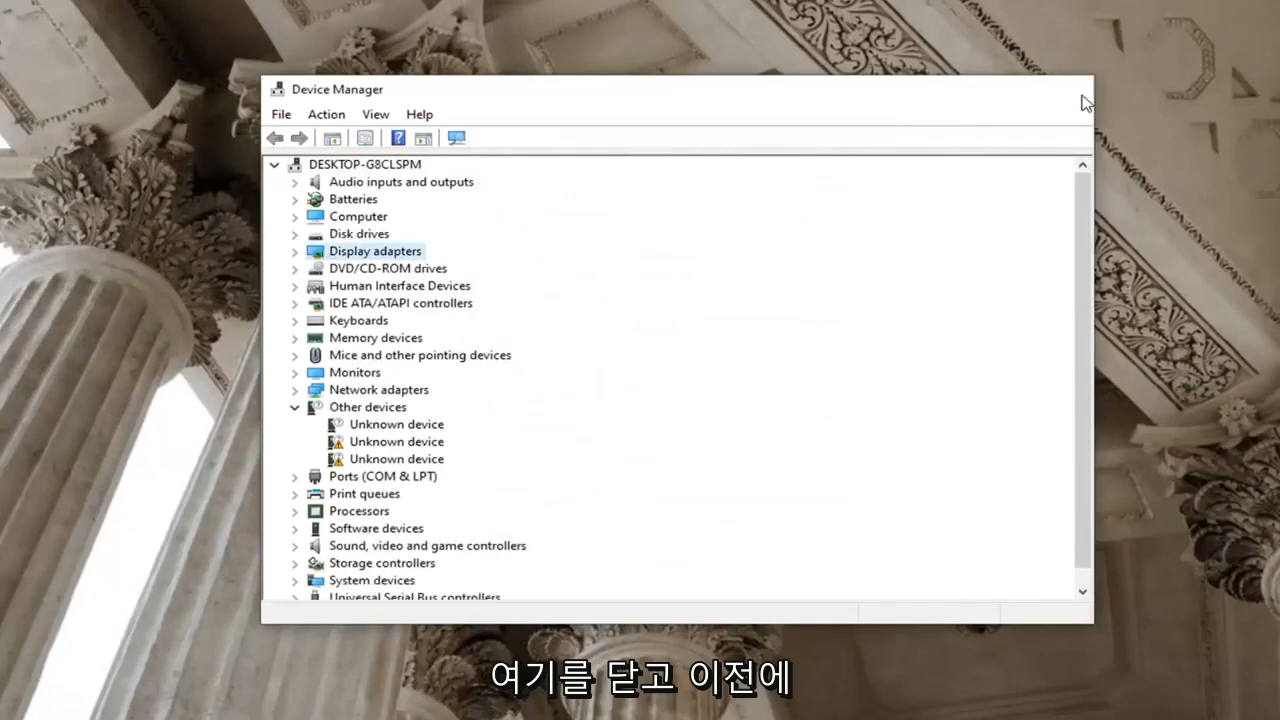 Device Manager
File Action View Help
DESKTOP-G8CLSPM
Audio inputs and outputs
Batteries
Computer
Disk drives
Display adapters
DVD/CD-ROM drives
Human Interface Devices
IDE ATA/ATAPI controllers
Keyboards
Memory devices
Mice and other pointing devices
Monitors
Network adapters
Other devices
Unknown device
Unknown device
Unknown device
Ports (COM & LPT)
Print queues
Processors
Software devices
Sound, video and game controllers
Storage controllers
System devices
Universal Serial Bus controllers
여기를 닫고 이전에